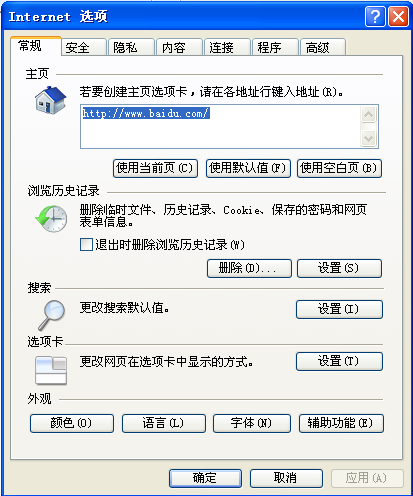 Internet 选项
常规 安全 隐私 内容 连接 程序 高级
主页
若要创建主页选项卡，请在各地址行键入地址(R)。
http://www.baidu.com/
使用当前页(C) 使用默认值(F) 使用空白页(B)
浏览历史记录
删除临时文件、历史记录、Cookie、保存的密码和网页
表单信息。
退出时删除浏览历史记录(W)
删除(D)... 设置(S)
搜索
更改搜索默认值。 设置(I)
选项卡
更改网页在选项卡中显示的方式。 设置(T)
外观
颜色(O) 语言(L) 字体(N) 辅助功能(E)
确定 取消 应用(A)